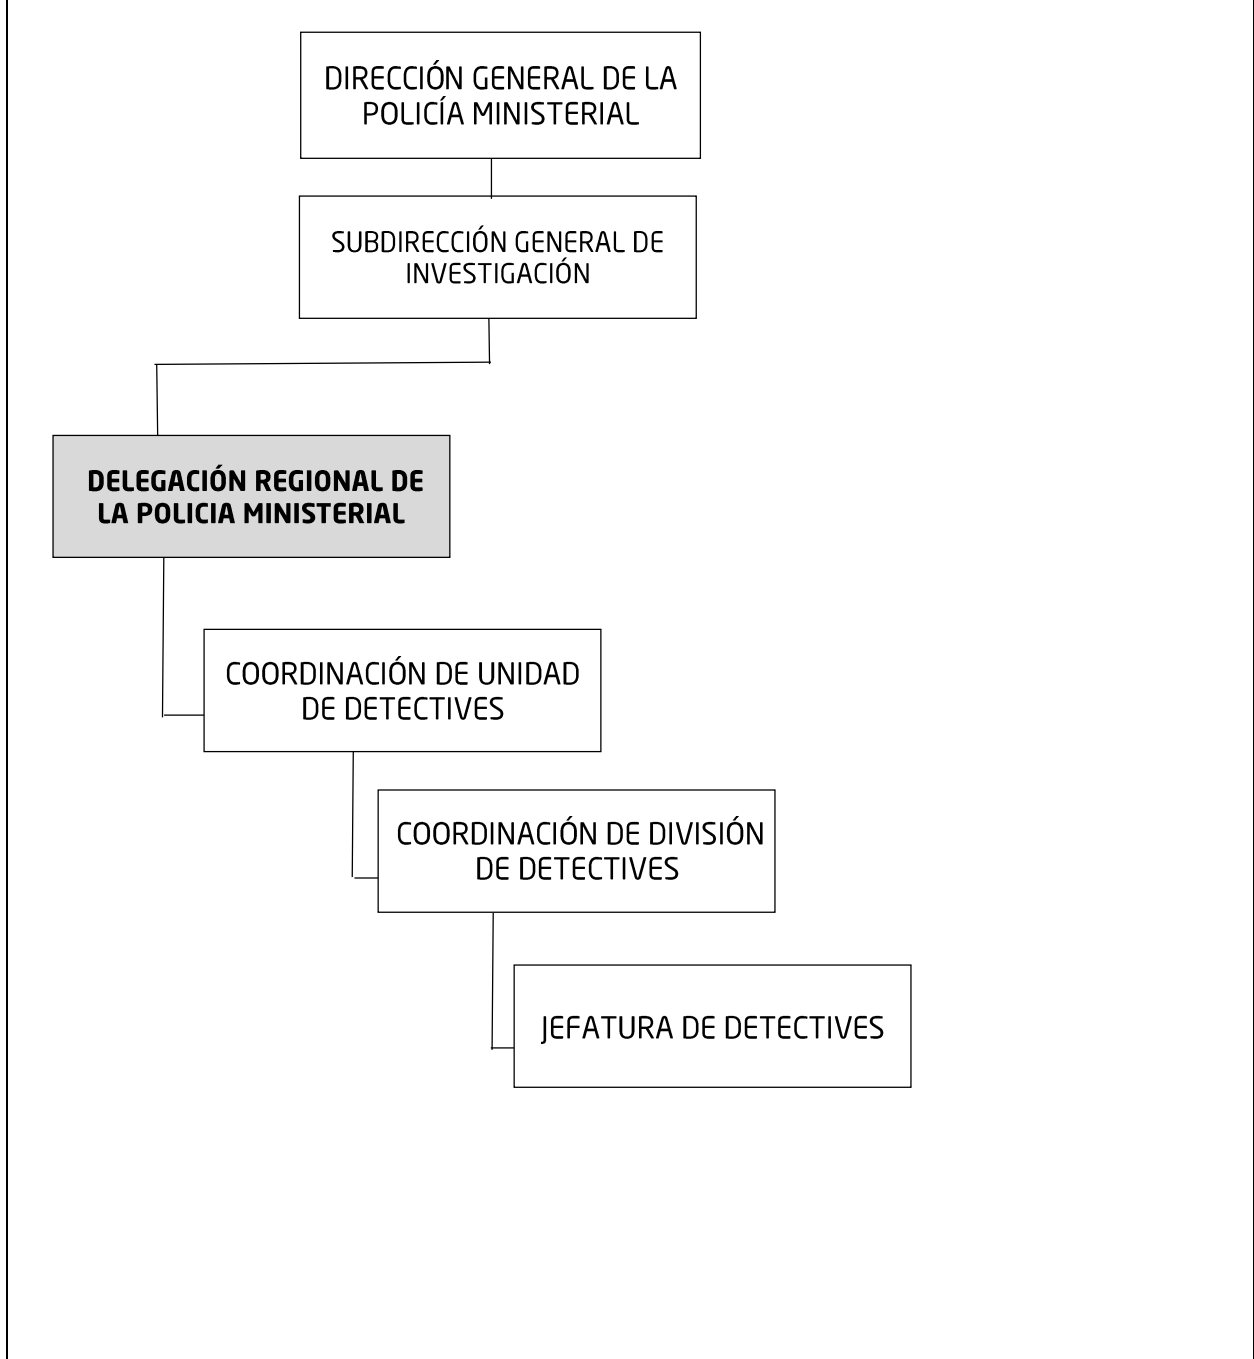 DIRECCIÓN GENERAL DE LA
POLICÍA MINISTERIAL
SUBDIRECCIÓN GENERAL DE
INVESTIGACIÓN
DELEGACIÓN REGIONAL DE
LA POLICIA MINISTERIAL
COORDINACIÓN DE UNIDAD
DE DETECTIVES
COORDINACIÓN DE DIVISIÓN
DE DETECTIVES
JEFATURA DE DETECTIVES